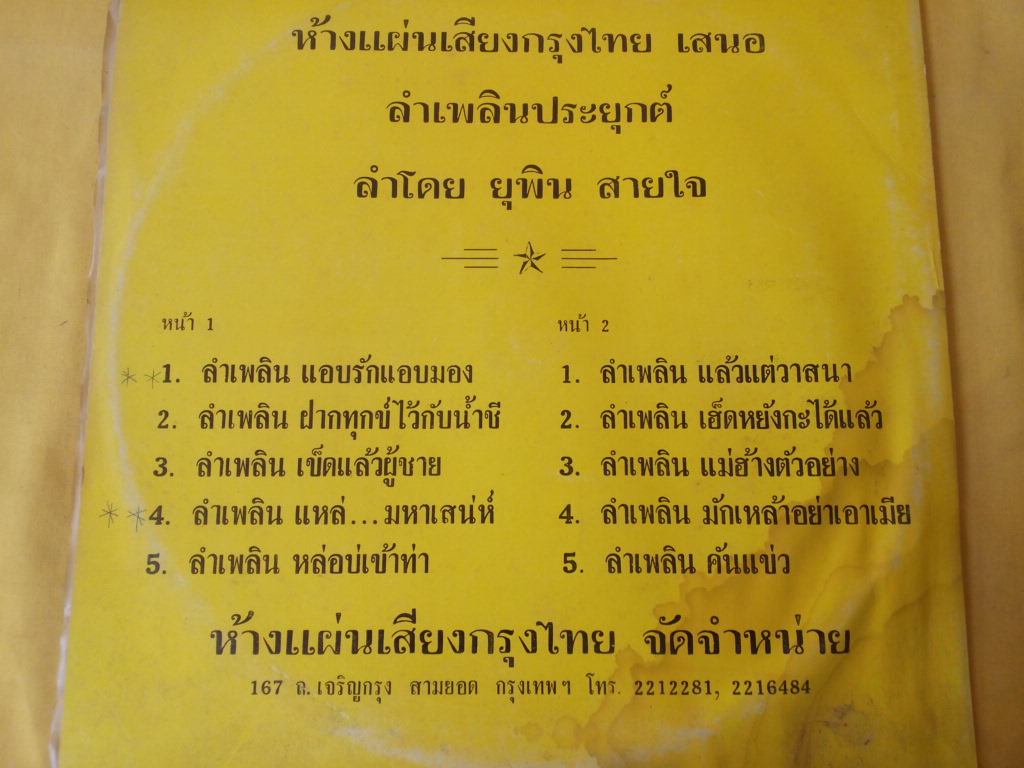 ห้างแผ่นเสียงกรุงไทย เสนอ
ลำเพลินประยุกต์
ลำโดย ยุพิน สายใจ
หน้า 1
1. ลำเพลิน แอบรักแอบมอง
2. ลำเพลิน ฝากทุกข์ไว้กับน้ำชี
3. ลำเพลิน เข็ดแล้วผู้ชาย
4. ลำเพลิน แหล่...มหาเสน่ห์
5. ลำเพลิน หล่อบ่เข้าท่า
หน้า 2
1. ลำเพลิน แล้วแต่วาสนา
2. ลำเพลิน เฮ็ดหยังกะได้แล้ว
3. ลำเพลิน แม่ฮ้างตัวอย่าง
4. ลำเพลิน มักเหล้าอย่าเอาเมีย
5. ลำเพลิน คันแข่ว
ห้างแผ่นเสียงกรุงไทย จัดจำหน่าย
167 ถ.เจริญกรุง สามยอด กรุงเทพฯ โทร. 2212281, 2216484